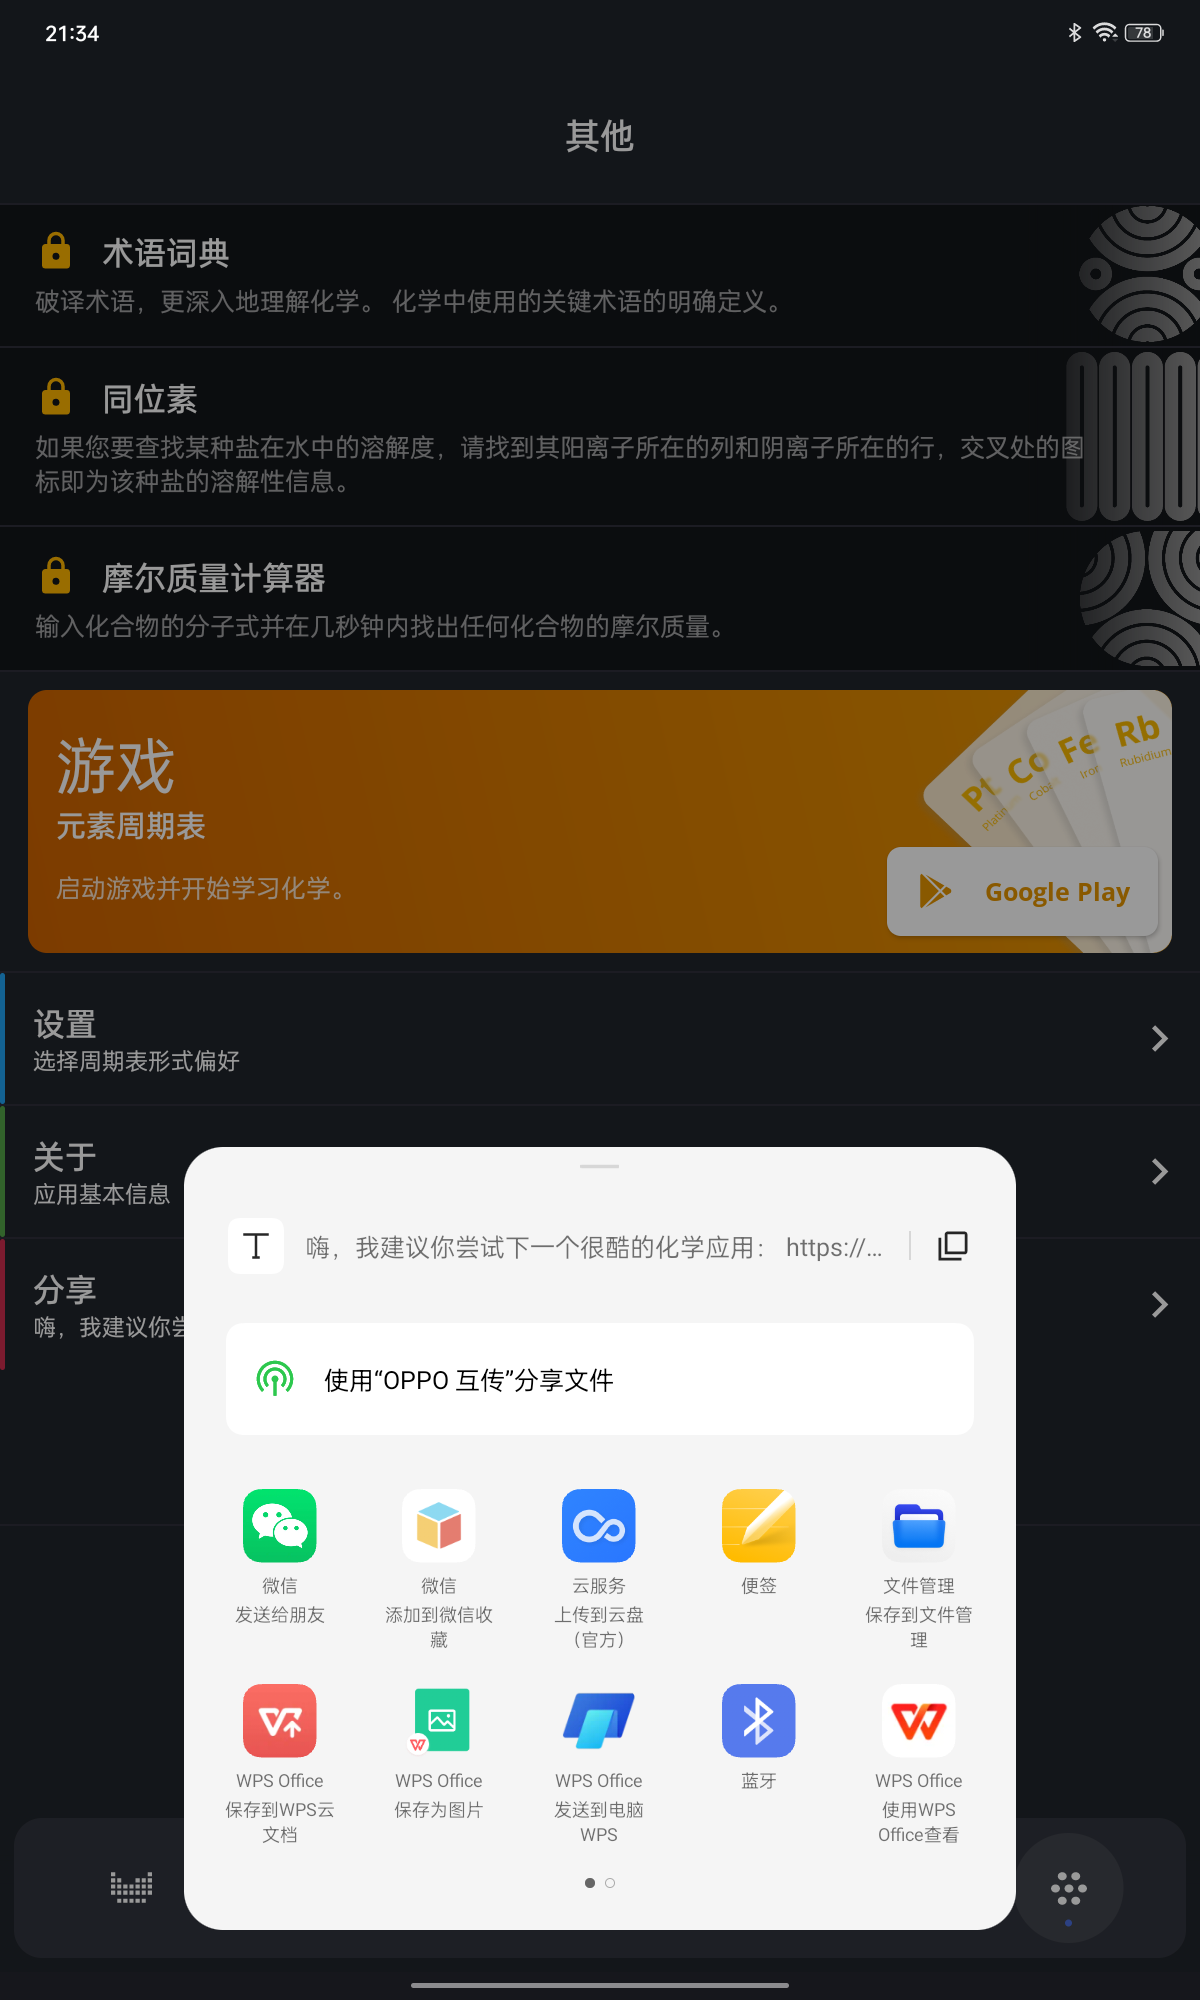 21:34
78
其他
术语词典
破译术语，更深入地理解化学。 化学中使用的关键术语的明确定义。
同位素
如果您要查找某种盐在水中的溶解度，请找到其阳离子所在的列和阴离子所在的行，交叉处的图
标即为该种盐的溶解性信息。
摩尔质量计算器
输入化合物的分子式并在几秒钟内找出任何化合物的摩尔质量。
游戏
元素周期表
启动游戏并开始学习化学。
Co
Fe
Iron
Rb
Rubidium
Google Play
设置
选择周期表形式偏好
关于
应用基本信息
分享
嗨，我建议你尝
嗨，我建议你尝试下一个很酷的化学应用： https://...
使用“OPPO 互传”分享文件
微信
发送给朋友
微信
添加到微信收
藏
云服务
上传到云盘
（官方）
便签
文件管理
保存到文件管
理
WPS Office
保存到WPS云
文档
WPS Office
保存为图片
WPS Office
发送到电脑
WPS
蓝牙
WPS Office
使用WPS
Office查看